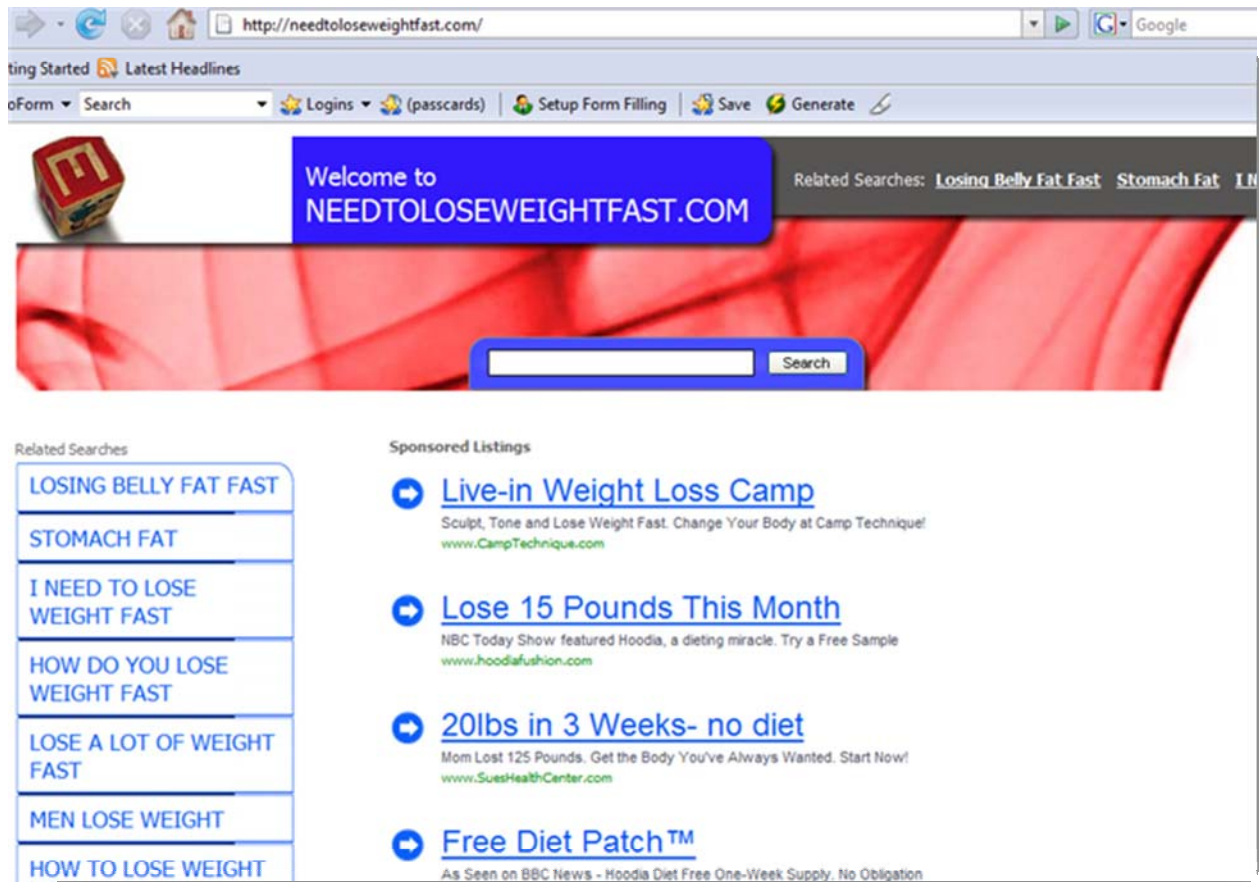 http://needtoloseweightfast.com/
Google
ting Started Latest Headlines
oForm Search Logins (passcards) Setup Form Filling Save Generate
E
Welcome to
NEEDTOLOSEWEIGHTFAST.COM
Related Searches: Losing Belly Fat Fast Stomach Fat I N
Search
Related Searches
LOSING BELLY FAT FAST
STOMACH FAT
I NEED TO LOSE
WEIGHT FAST
HOW DO YOU LOSE
WEIGHT FAST
LOSE A LOT OF WEIGHT
FAST
MEN LOSE WEIGHT
HOW TO LOSE WEIGHT
Sponsored Listings
Live-in Weight Loss Camp
Sculpt, Tone and Lose Weight Fast. Change Your Body at Camp Technique!
www.CampTechnique.com
Lose 15 Pounds This Month
NBC Today Show featured Hoodia, a dieting miracle. Try a Free Sample
www.hoodiafushion.com
20lbs in 3 Weeks- no diet
Mom Lost 125 Pounds. Get the Body You've Always Wanted. Start Now!
www.SuesHealthCenter.com
Free Diet Patch™
As Seen on BBC News - Hoodia Diet Free One-Week Supply. No Obligation